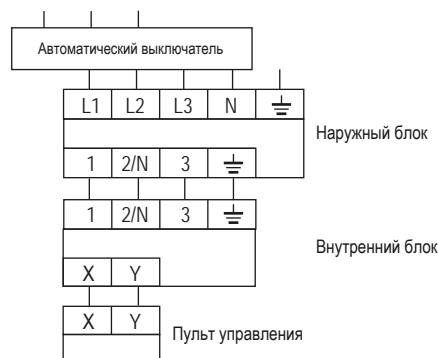 Автоматический выключатель
L1 L2 L3 N
Наружный блок
1 2/N 3
1 2/N 3
Внутренний блок
X Y
X Y
Пульт управления